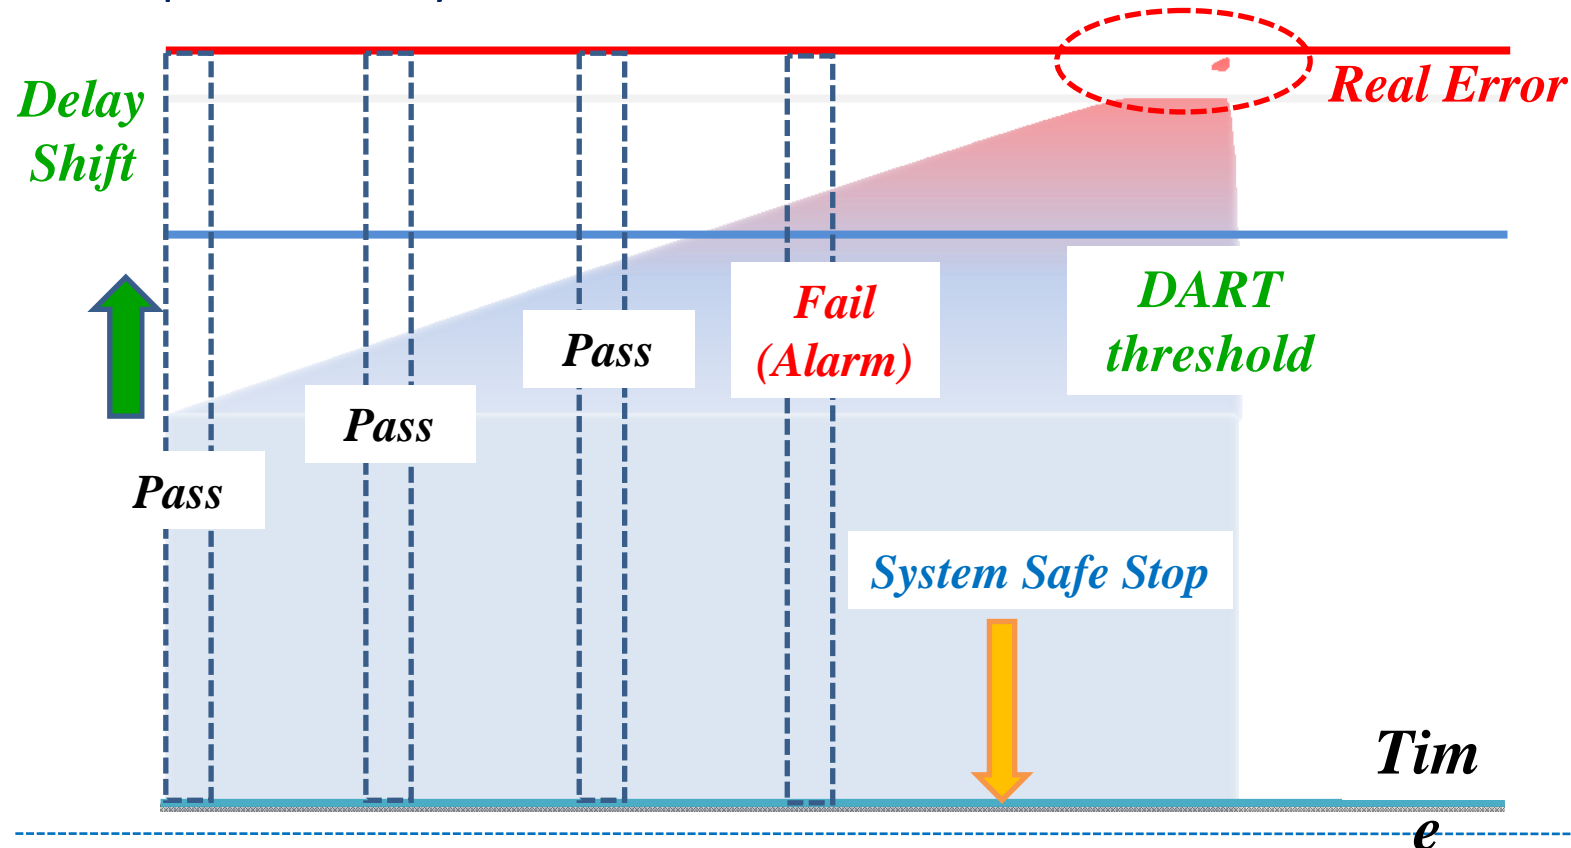 Delay
Shift
Real Error
DART
threshold
Fail
(Alarm)
Pass
Pass
Pass
System Safe Stop
Tim
e